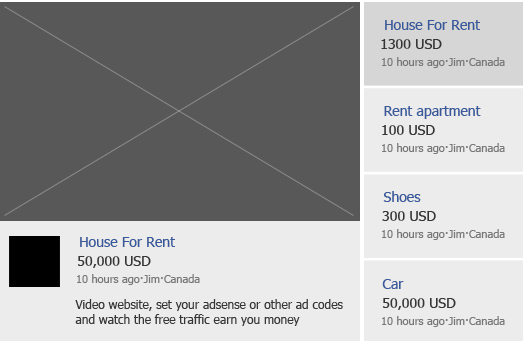 House For Rent
50,000 USD
10 hours ago·Jim·Canada
Video website, set your adsense or other ad codes
and watch the free traffic earn you money
House For Rent
1300 USD
10 hours ago·Jim·Canada
Rent apartment
100 USD
10 hours ago·Jim·Canada
Shoes
300 USD
10 hours ago·Jim·Canada
Car
50,000 USD
10 hours ago·Jim·Canada